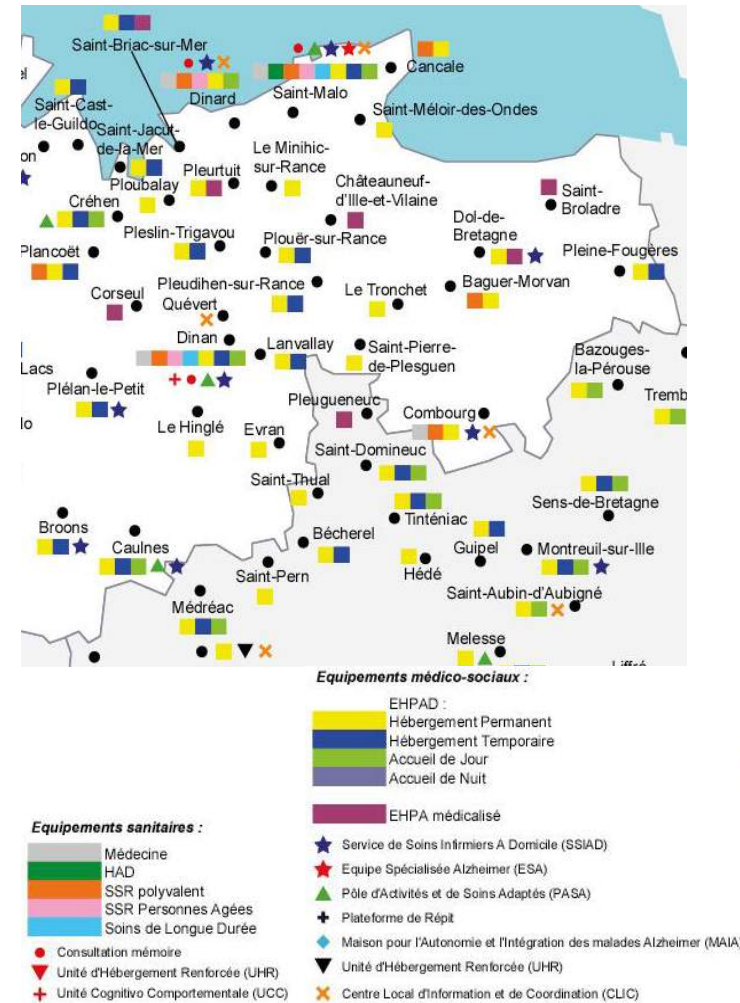 Saint-Briac-sur-Mer
Dinard
Saint-Malo
Cancale
Saint-Cast-
le-Guildo
Saint-Jacut-
de-la-Mer
Saint-Méloir-des-Ondes
Ploubalay
Pleurtuit
Le Minihic-
sur-Rance
Châteauneuf-
d'Ille-et-Vilaine
Saint-
Broladre
Créhen
Dol-de-
Bretagne
Plancoët
Pleslin-Trigavou
Plouër-sur-Rance
Pleine-Fougères
Corseul
Pleudihen-sur-Rance
Quévert
Le Tronchet
Baguer-Morvan
Dinan
Lanvallay
Saint-Pierre-
de-Plesguen
Bazouges-
la-Pérouse
Lacs
Plélan-le-Petit
Pleugueneuc
Combourg
Tremb
lo
Le Hinglé
Evran
Saint-Domineuc
Saint-Thual
Sens-de-Bretagne
Broons
Caulnes
Bécherel
Tinténiac
Guipel
Montreuil-sur-Ille
Saint-Pern
Hédé
Saint-Aubin-d'Aubigné
Médréac
Melesse
Equipements médico-sociaux :
EHPAD :
Hébergement Permanent
Hébergement Temporaire
Accueil de Jour
Accueil de Nuit
EHPA médicalisé
Service de Soins Infirmiers A Domicile (SSIAD)
Equipe Spécialisée Alzheimer (ESA)
Pôle d'Activités et de Soins Adaptés (PASA)
Plateforme de Répit
Maison pour l'Autonomie et l'Intégration des malades Alzheimer (MAIA)
Unité d'Hébergement Renforcée (UHR)
Centre Local d'Information et de Coordination (CLIC)
Equipements sanitaires :
Médecine
HAD
SSR polyvalent
SSR Personnes Agées
Soins de Longue Durée
Consultation mémoire
Unité d'Hébergement Renforcée (UHR)
Unité Cognitivo Comportementale (UCC)